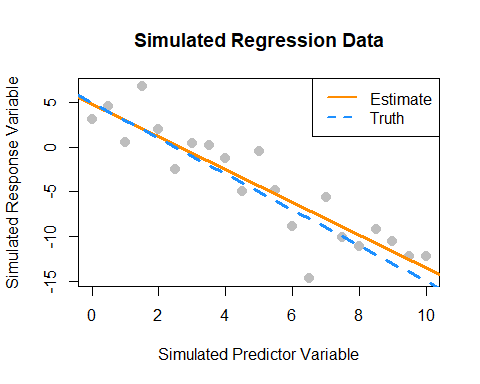 Simulated Regression Data
Simulated Response Variable
5
0
-5
-10
-15
Estimate
Truth
0 2 4 6 8 10
Simulated Predictor Variable